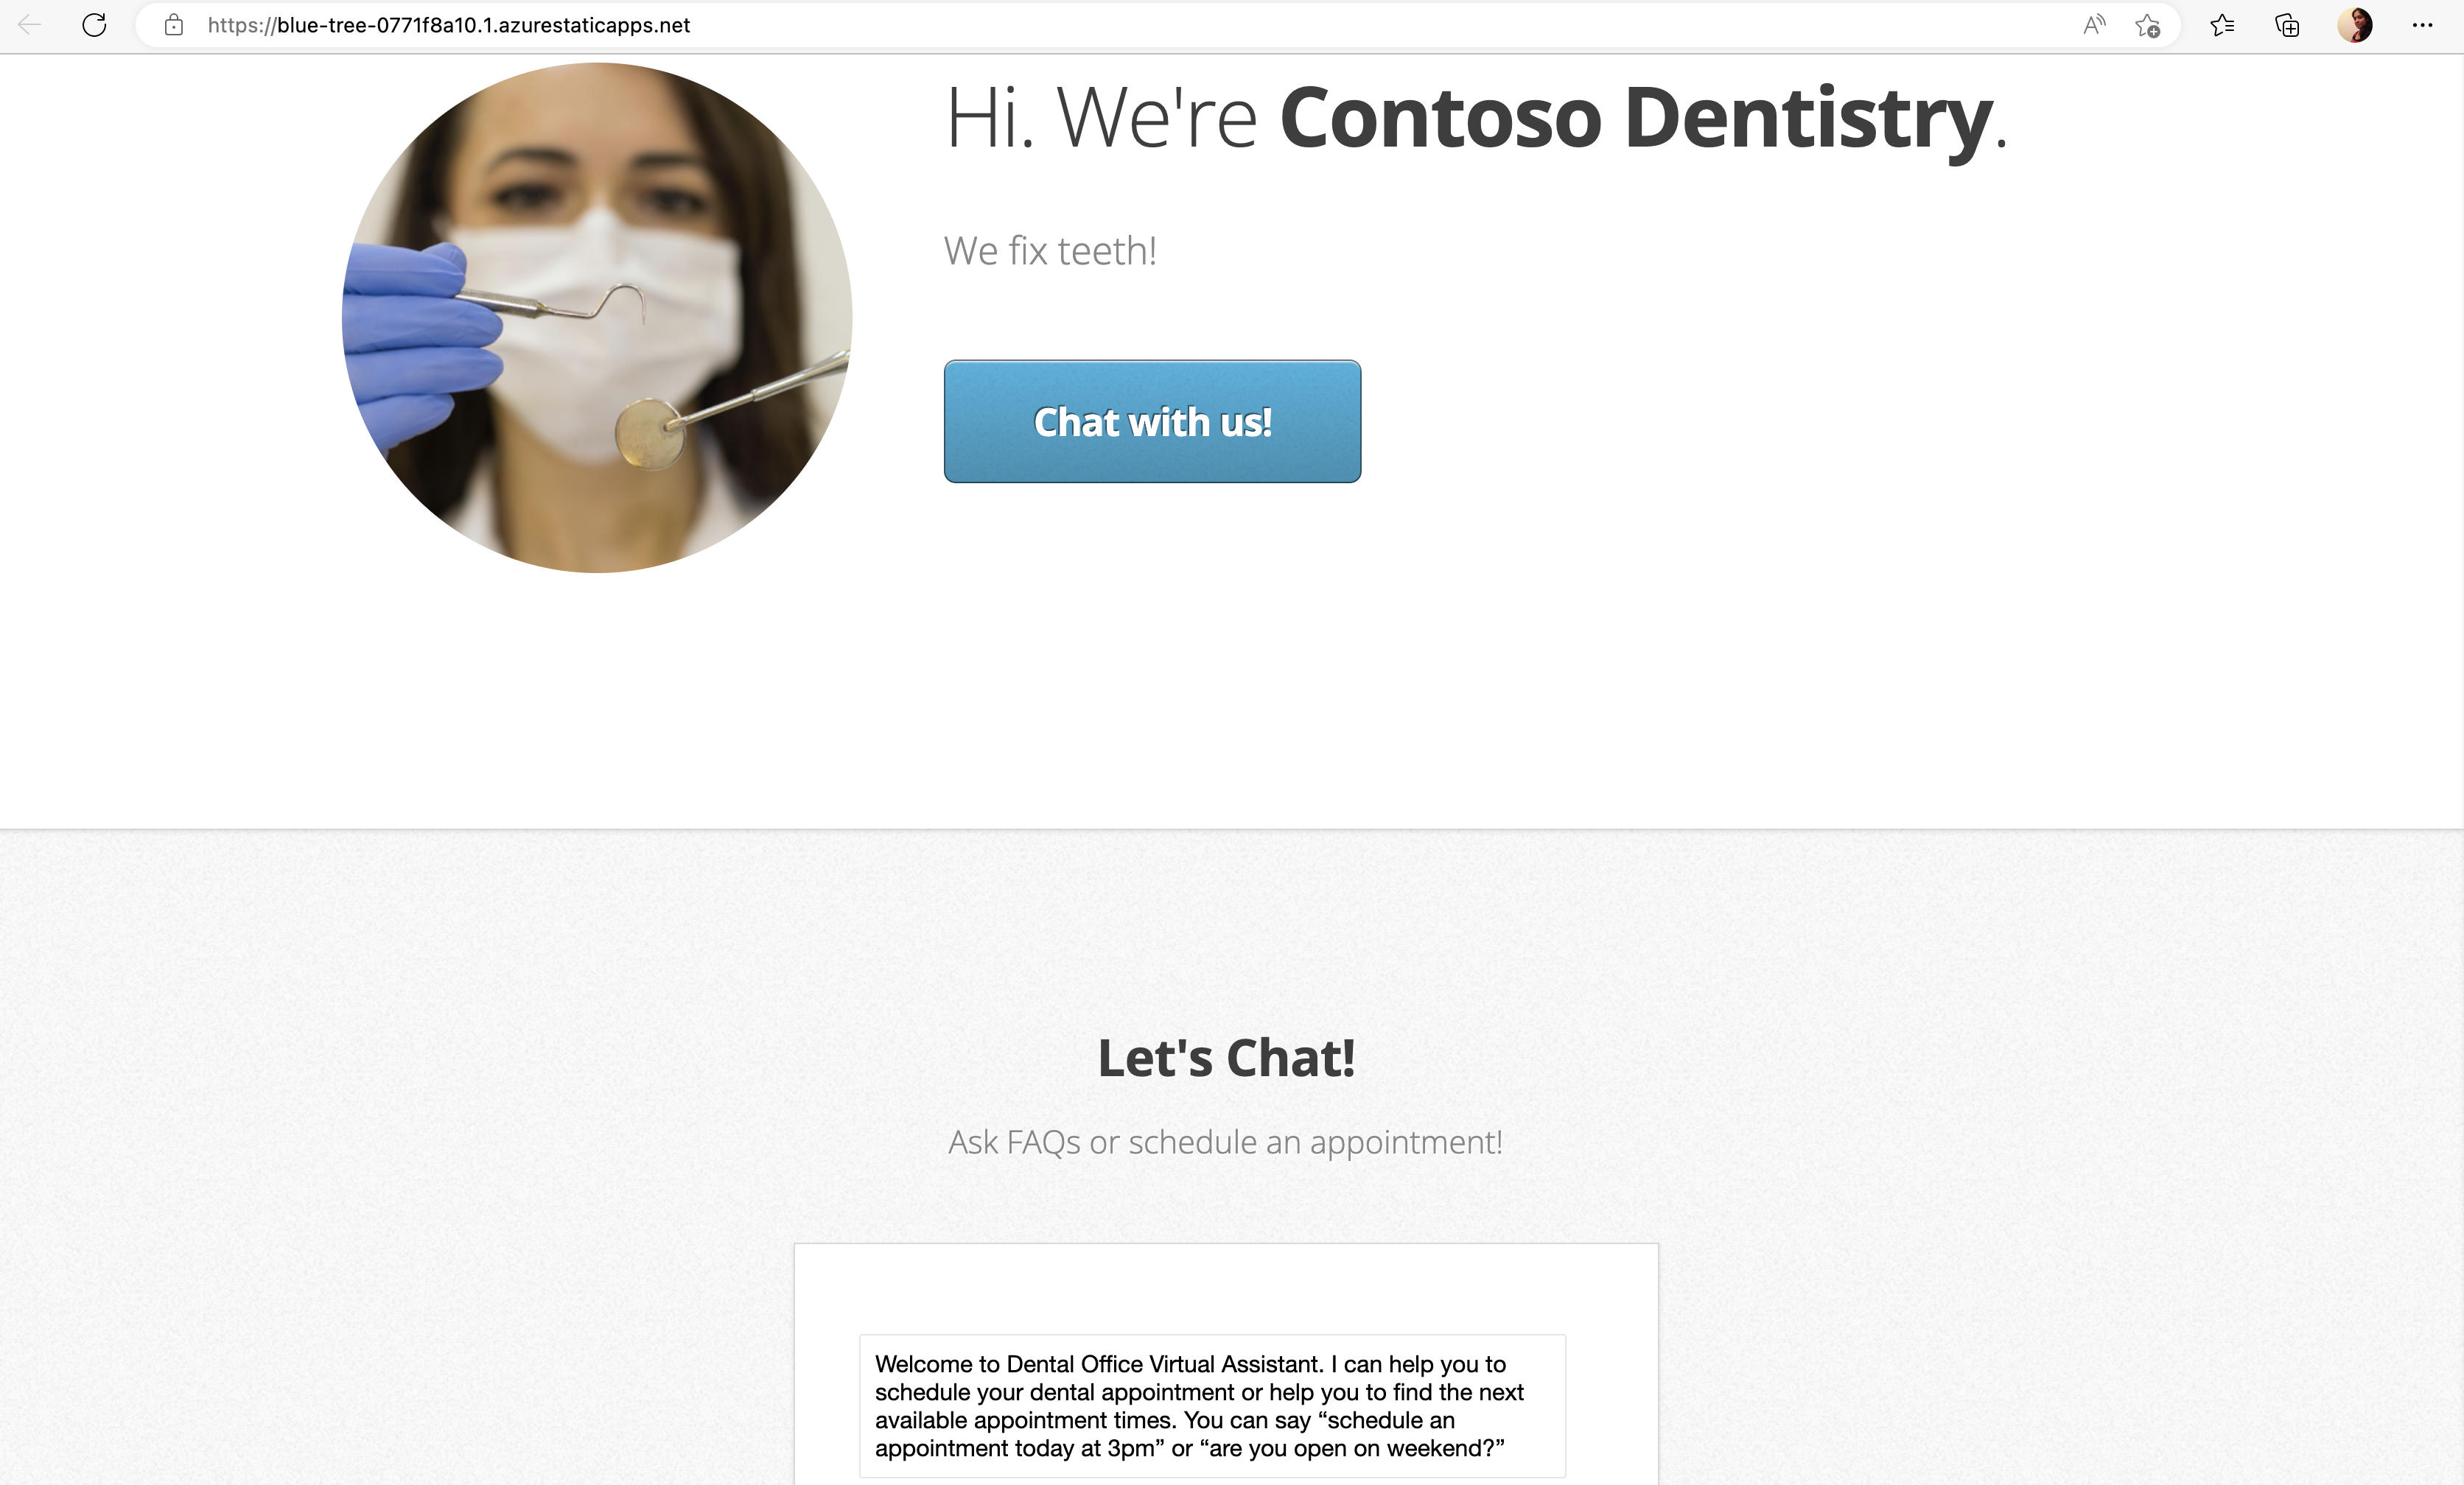 https://blue-tree-0771f8a10.1.azurestaticapps.net
Hi. We're Contoso Dentistry.
We fix teeth!
Chat with us!
Let's Chat!
Ask FAQs or schedule an appointment!
Welcome to Dental Office Virtual Assistant. I can help you to
schedule your dental appointment or help you to find the next
available appointment times. You can say “schedule an
appointment today at 3pm” or “are you open on weekend?”